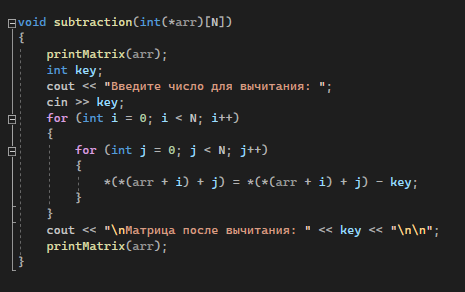 void subtraction(int(*arr)[N])
{
printMatrix(arr);
int key;
cout << "Введите число для вычитания: ";
cin >> key;
for (int i = 0; i < N; i++)
{
for (int j = 0; j < N; j++)
{
*(*(arr + i) + j) = *(*(arr + i) + j) - key;
}
}
cout << "\nМатрица после вычитания: " << key << "\n\n";
printMatrix(arr);
}